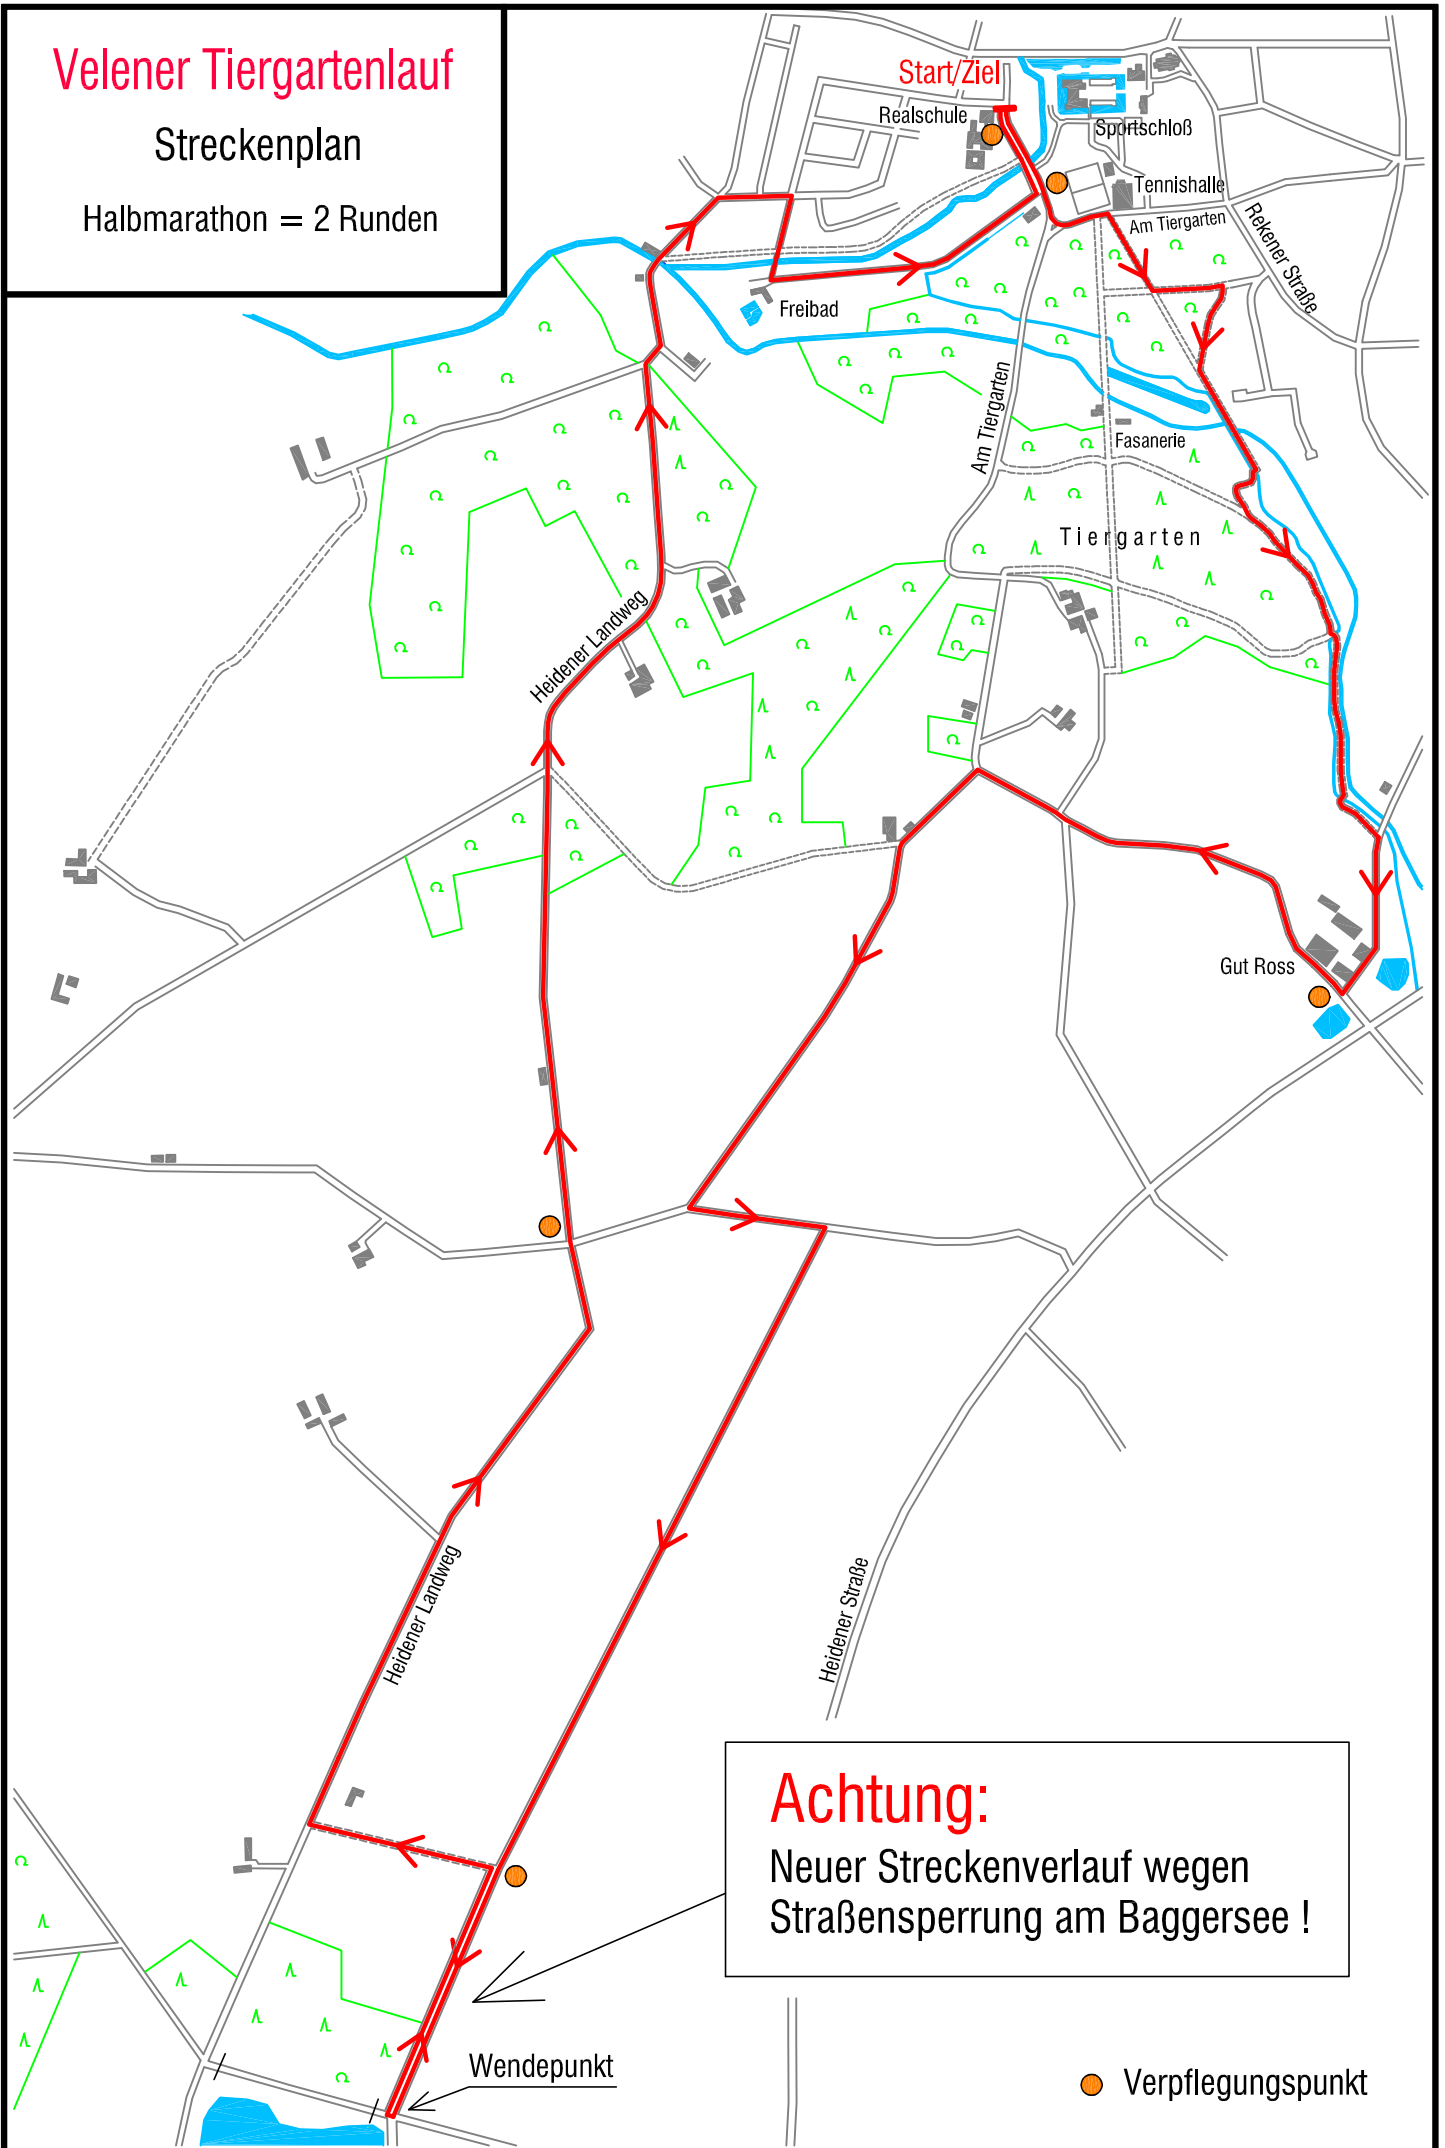 Velener Tiergartenlauf
Streckenplan
Halbmarathon = 2 Runden
Start/Ziel
Realschule
Sportschloß
Tennishalle
Am Tiergarten
Rekener Straße
Freibad
Am Tiergarten
Fasanerie
Tiergarten
Heidener Landweg
Gut Ross
Heidener Landweg
Heidener Straße
Achtung:
Neuer Streckenverlauf wegen
Straßensperrung am Baggersee !
Wendepunkt
Verpflegungspunkt